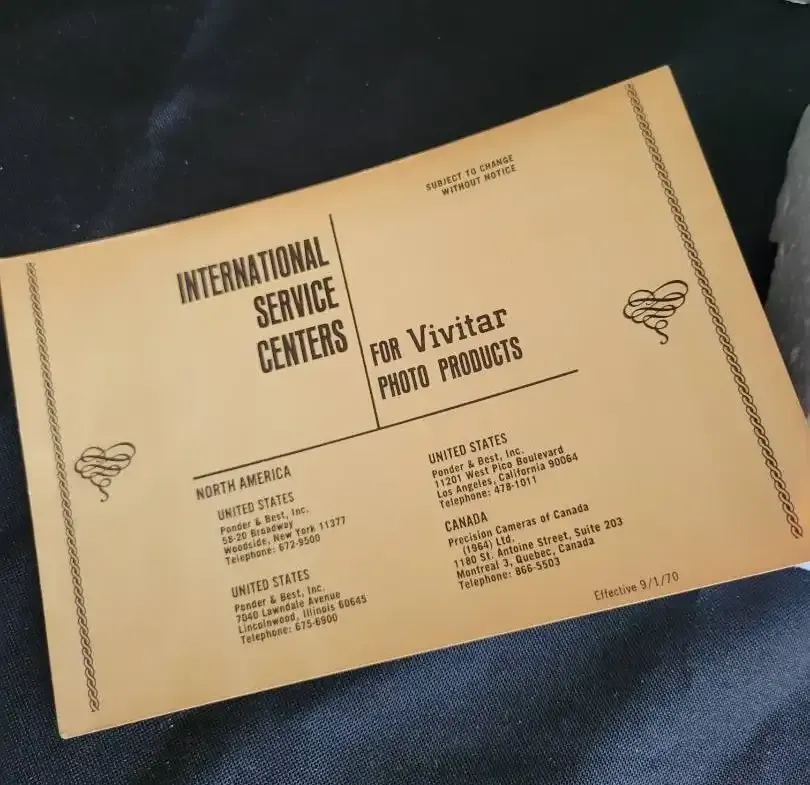 SUBJECT TO CHANGE
WITHOUT NOTICE
INTERNATIONAL
SERVICE
CENTERS
FOR Vivitar
PHOTO PRODUCTS
NORTH AMERICA
UNITED STATES
Ponder & Best, Inc.
58-20 Broadway
Woodside, New York 11377
Telephone: 672-9500
UNITED STATES
Ponder & Best, Inc.
7040 Lawndale Avenue
Lincolnwood, Illinois 60645
Telephone: 675-6900
UNITED STATES
Ponder & Best, Inc.
11201 West Pico Boulevard
Los Angeles, California 90064
Telephone: 478-1011
CANADA
Precision Cameras of Canada
(1964) Ltd.
1180 St. Antoine Street, Suite 203
Montreal 3, Quebec, Canada
Telephone: 866-5503
Effective 9/1/70